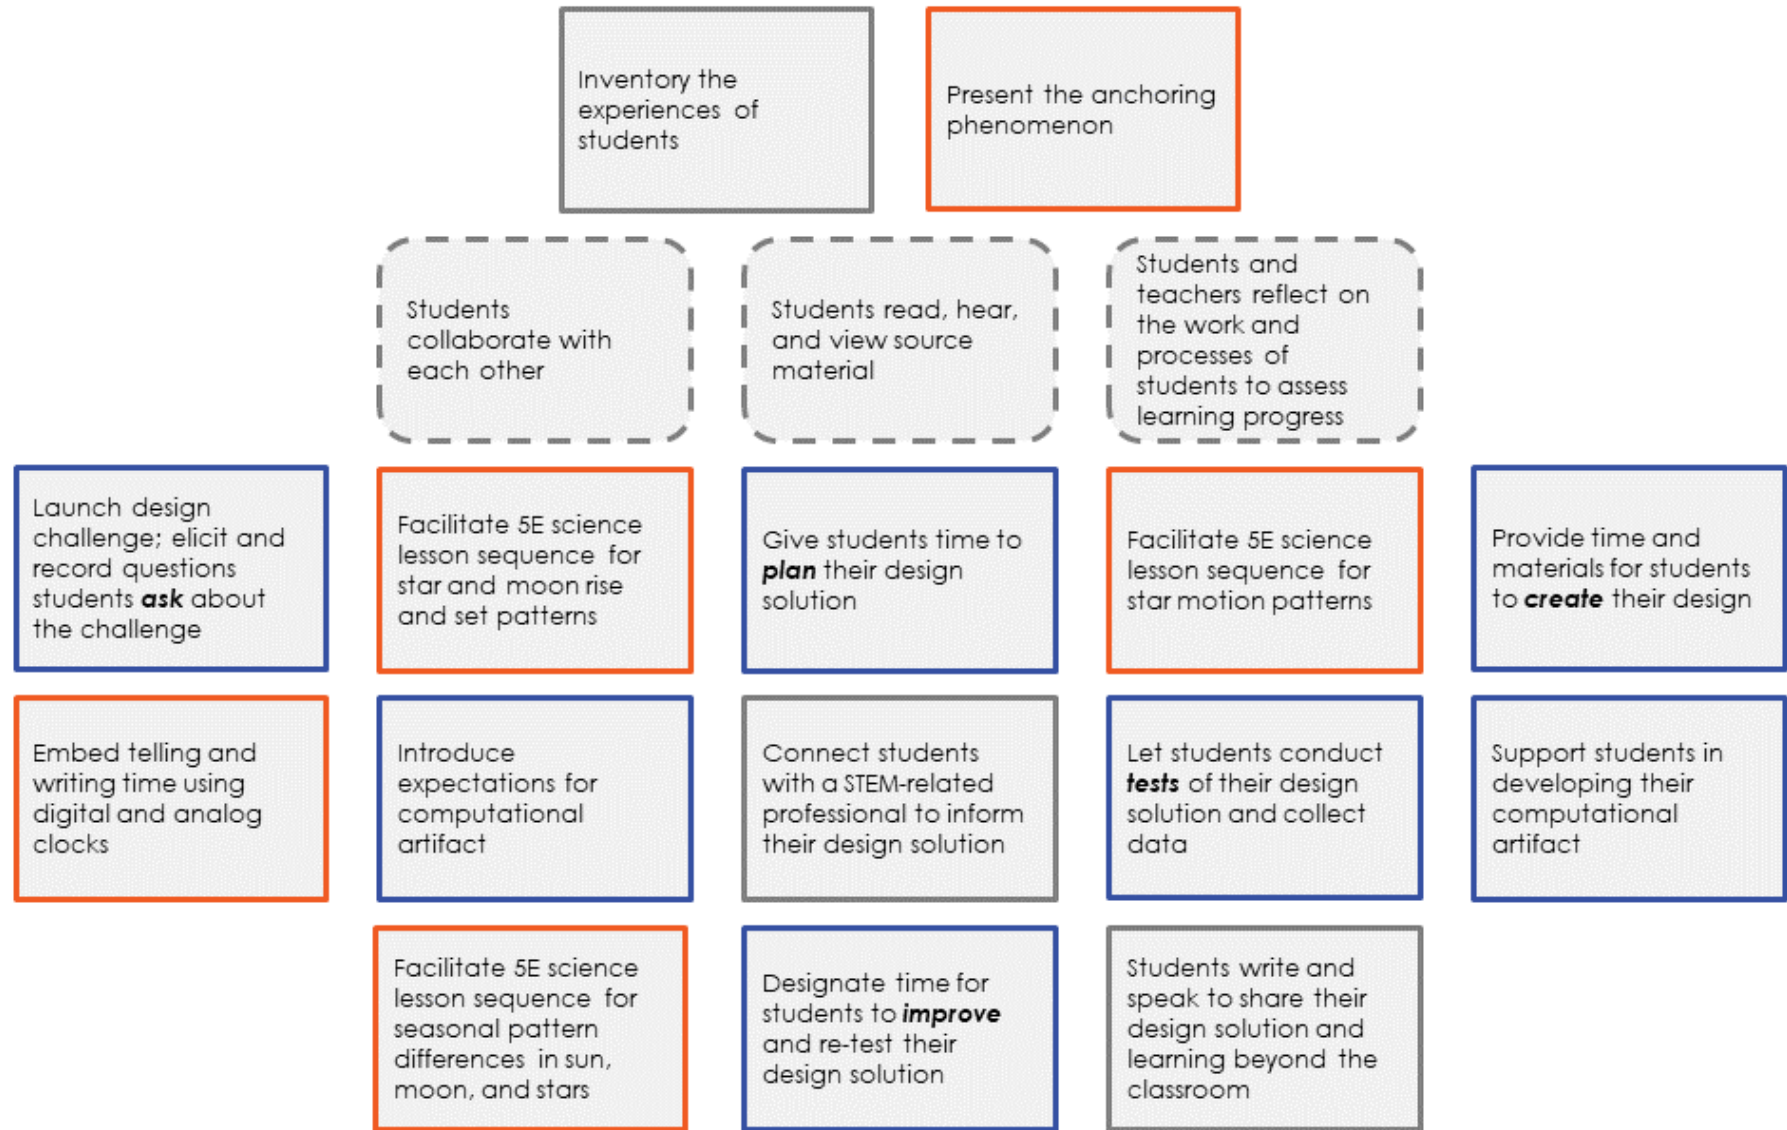 Inventory the
experiences of
students
Present the anchoring
phenomenon
Students
collaborate with
each other
Students read, hear,
and view source
material
Students and
teachers reflect on
the work and
processes of
students to assess
learning progress
Launch design
challenge; elicit and
record questions
students ask about
the challenge
Facilitate 5E science
lesson sequence for
star and moon rise
and set patterns
Give students time to
plan their design
solution
Facilitate 5E science
lesson sequence for
star motion patterns
Provide time and
materials for students
to create their design
Embed telling and
writing time using
digital and analog
clocks
Introduce
expectations for
computational
artifact
Connect students
with a STEM-related
professional to inform
their design solution
Let students conduct
tests of their design
solution and collect
data
Support students in
developing their
computational
artifact
Facilitate 5E science
lesson sequence for
seasonal pattern
differences in sun,
moon, and stars
Designate time for
students to improve
and re-test their
design solution
Students write and
speak to share their
design solution and
learning beyond the
classroom